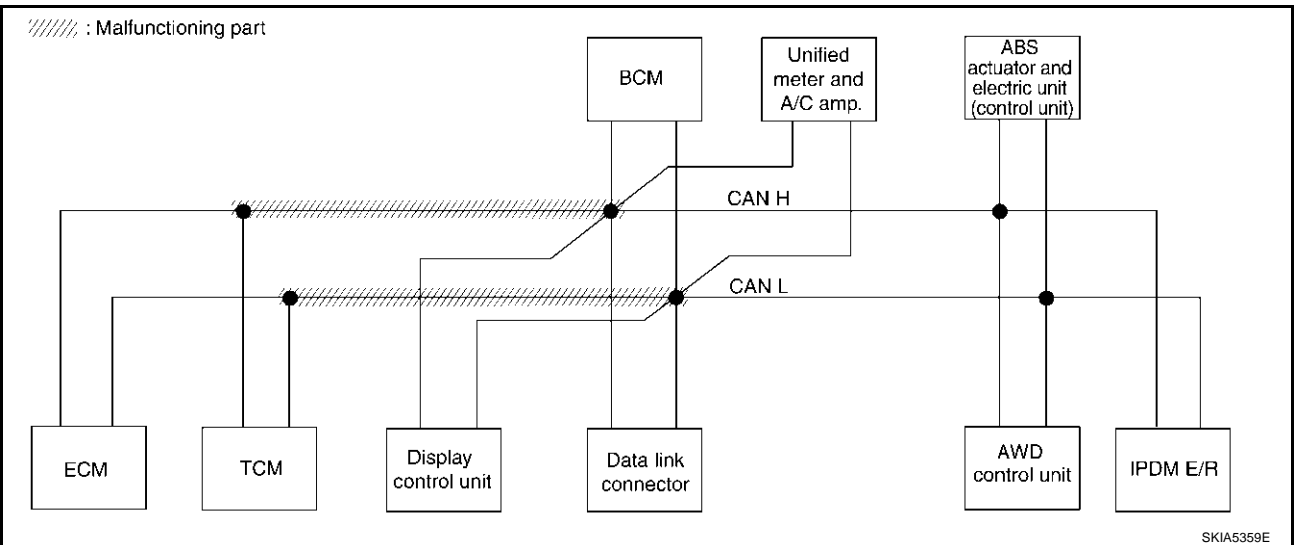 : Malfunctioning part
BCM
Unified
meter and
A/C amp.
ABS
actuator and
electric unit
(control unit)
CAN H
CAN L
ECM
TCM
Display
control unit
Data link
connector
AWD
control unit
IPDM E/R
SKIA5359E